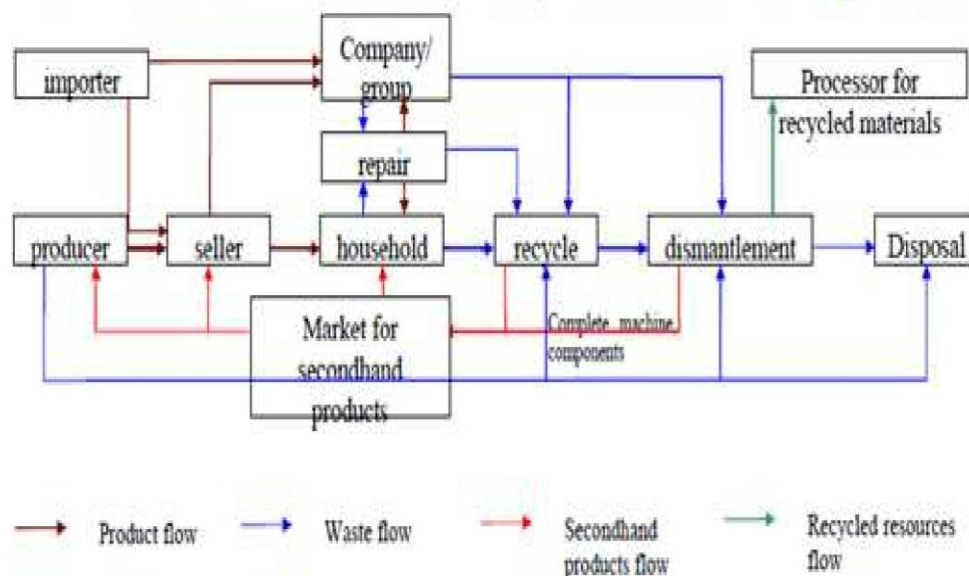 Company/
group
importer
Processor for
recycled materials
repair
producer
seller
household
recycle
dismantlement
Disposal
Market for
secondhand
products
Complete machine
components
Product flow
Waste flow
Secondhand
products flow
Recycled resources
flow